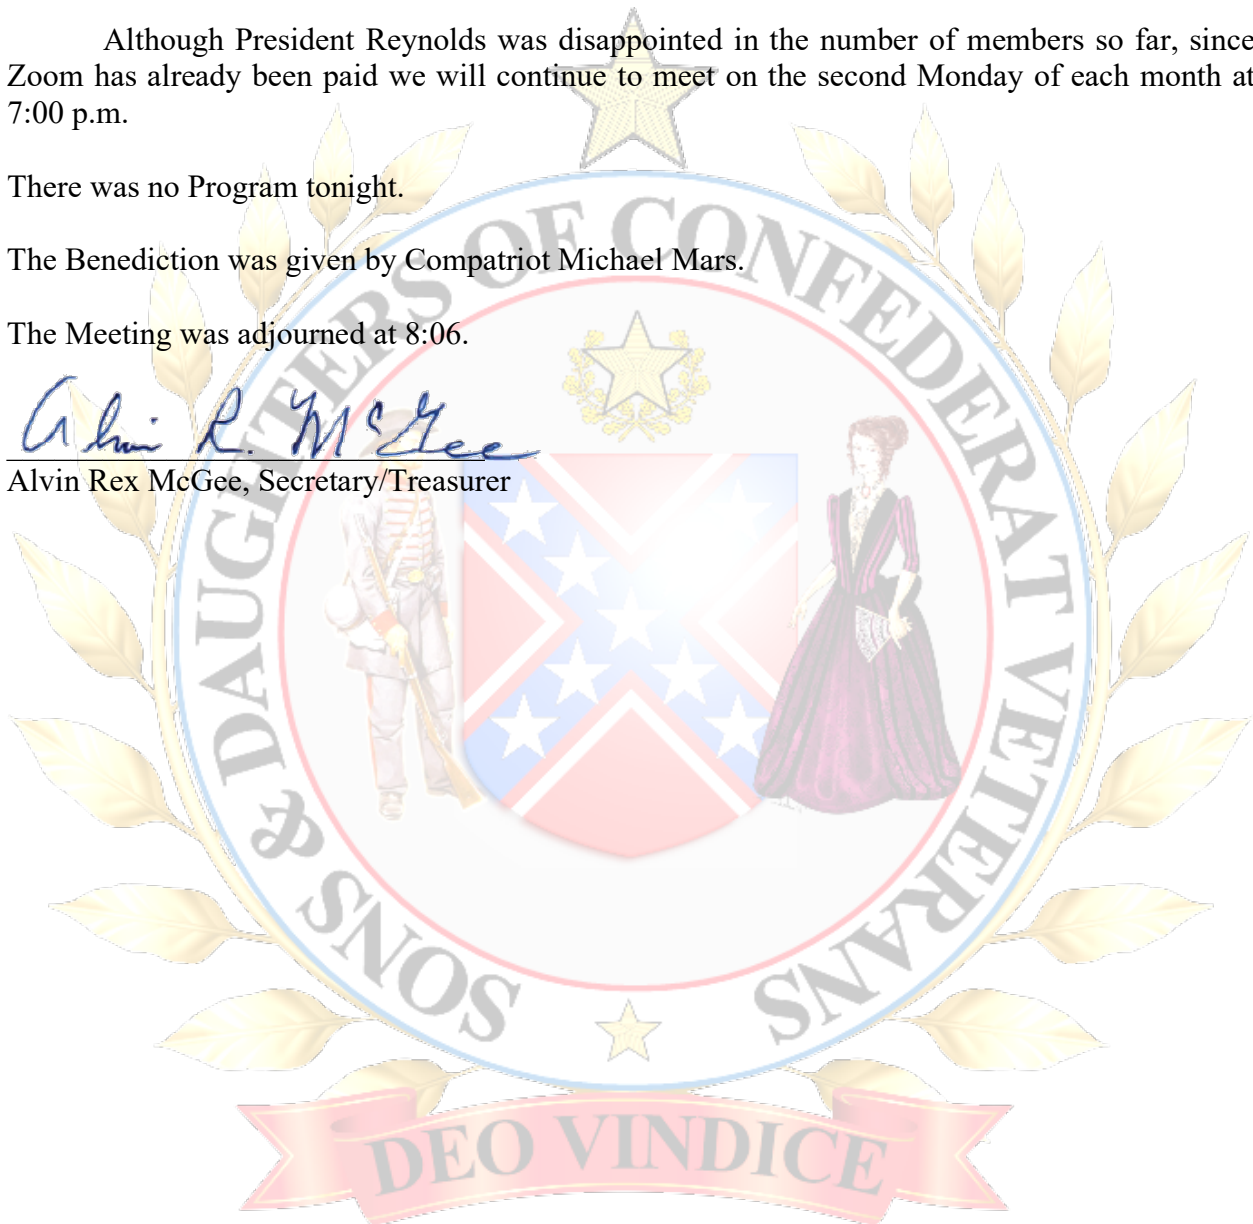 Although President Reynolds was disappointed in the number of members so far, since
Zoom has already been paid we will continue to meet on the second Monday of each month at
7:00 p.m.
There was no Program tonight.
The Benediction was given by Compatriot Michael Mars.
The Meeting was adjourned at 8:06.
Alvin R. McGee
Alvin Rex McGee, Secretary/Treasurer
SONS & DAUGHTERS OF CONFEDERAT VETERANS
DEO VINDICE